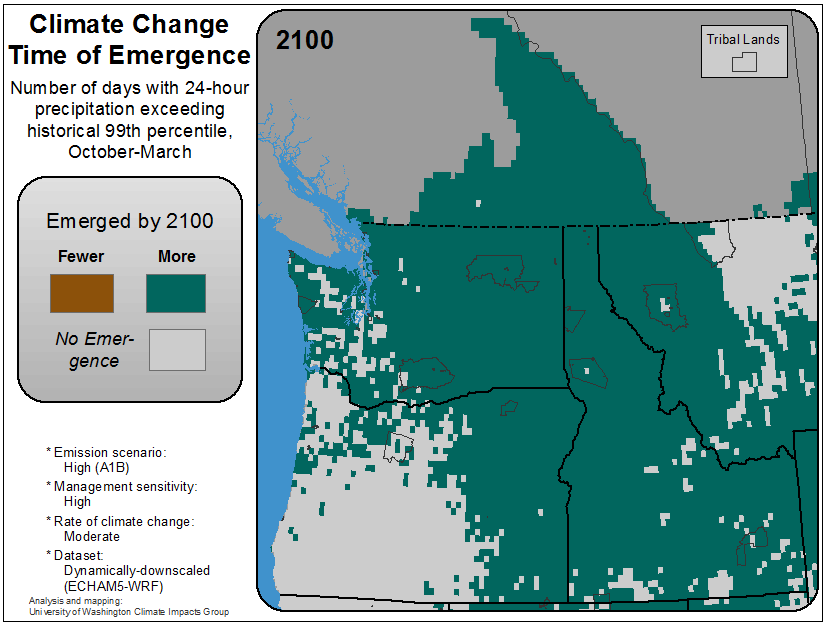 Climate Change
Time of Emergence
Number of days with 24-hour
precipitation exceeding
historical 99th percentile,
October-March
Emerged by 2100
Fewer
More
No Emer-
gence
* Emission scenario:
High (A1B)
* Management sensitivity:
High
* Rate of climate change:
Moderate
* Dataset:
Dynamically-downscaled
(ECHAM5-WRF)
Analysis and mapping:
University of Washington Climate Impacts Group
2100
Tribal Lands